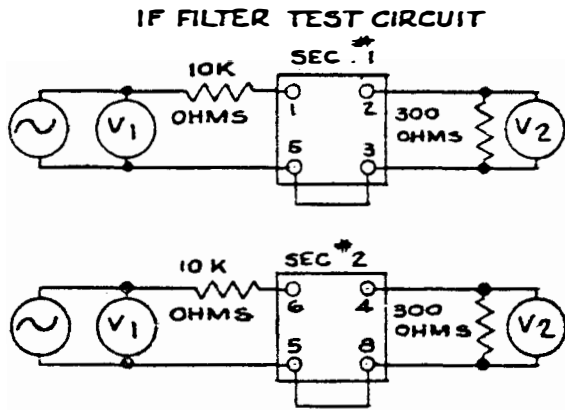 IF FILTER TEST CIRCUIT
SEC. #1
10K
OHMS
V1
1
2
5
3
300
OHMS
V2
SEC #2
10K
OHMS
V1
6
4
5
8
300
OHMS
V2